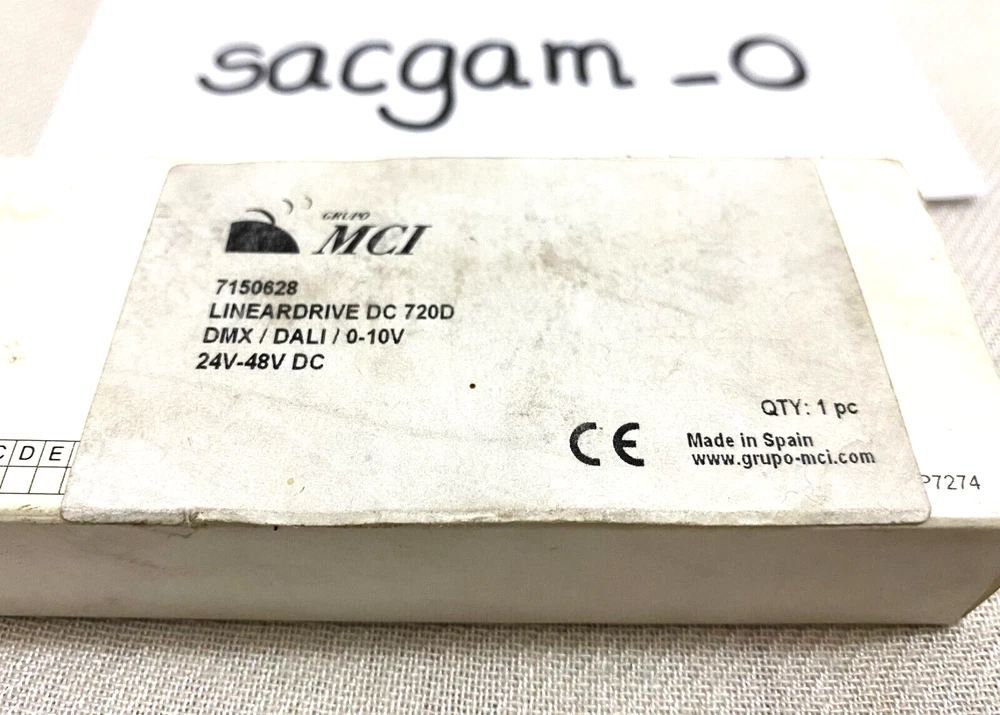 sacgam_o
GRUPO
MCI
7150628
LINEARDRIVE DC 720D
DMX / DALI / 0-10V
24V-48V DC
QTY: 1 pc
CE
Made in Spain
www.grupo-mci.com
C D E
P7274